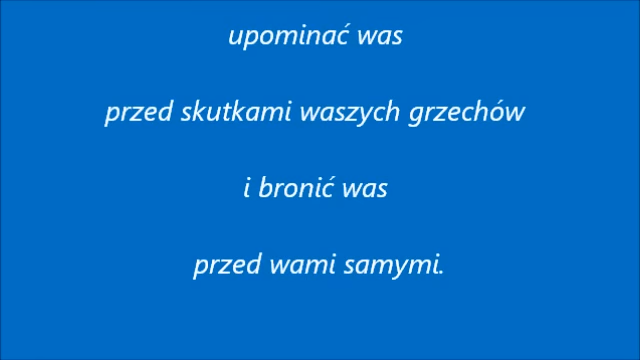 upominać was
przed skutkami waszych grzechów
i bronić was
przed wami samymi.